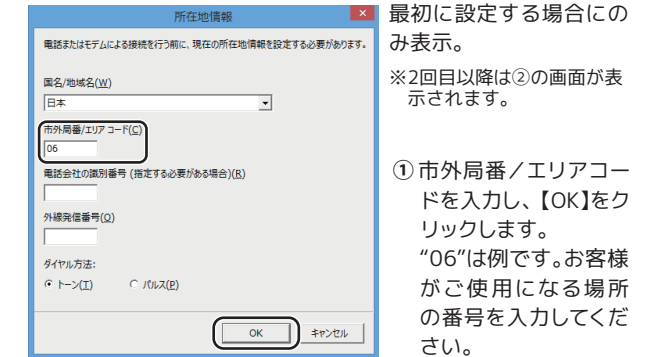 所在地情報
電話またはモデムによる接続を行う前に、現在の所在地情報を設定する必要があります。
国名/地域名(W)
日本
市外局番/エリア コード(C)
06
電話会社の識別番号 (指定する必要がある場合)(R)
外線発信番号(O)
ダイヤル方法:
トーン(T) パルス(P)
OK キャンセル
最初に設定する場合にの
み表示。
※2回目以降は②の画面が表
示されます。
①市外局番／エリアコー
ドを入力し、【OK】をク
リックします。
“06”は例です。お客様
がご使用になる場所
の番号を入力してくだ
さい。